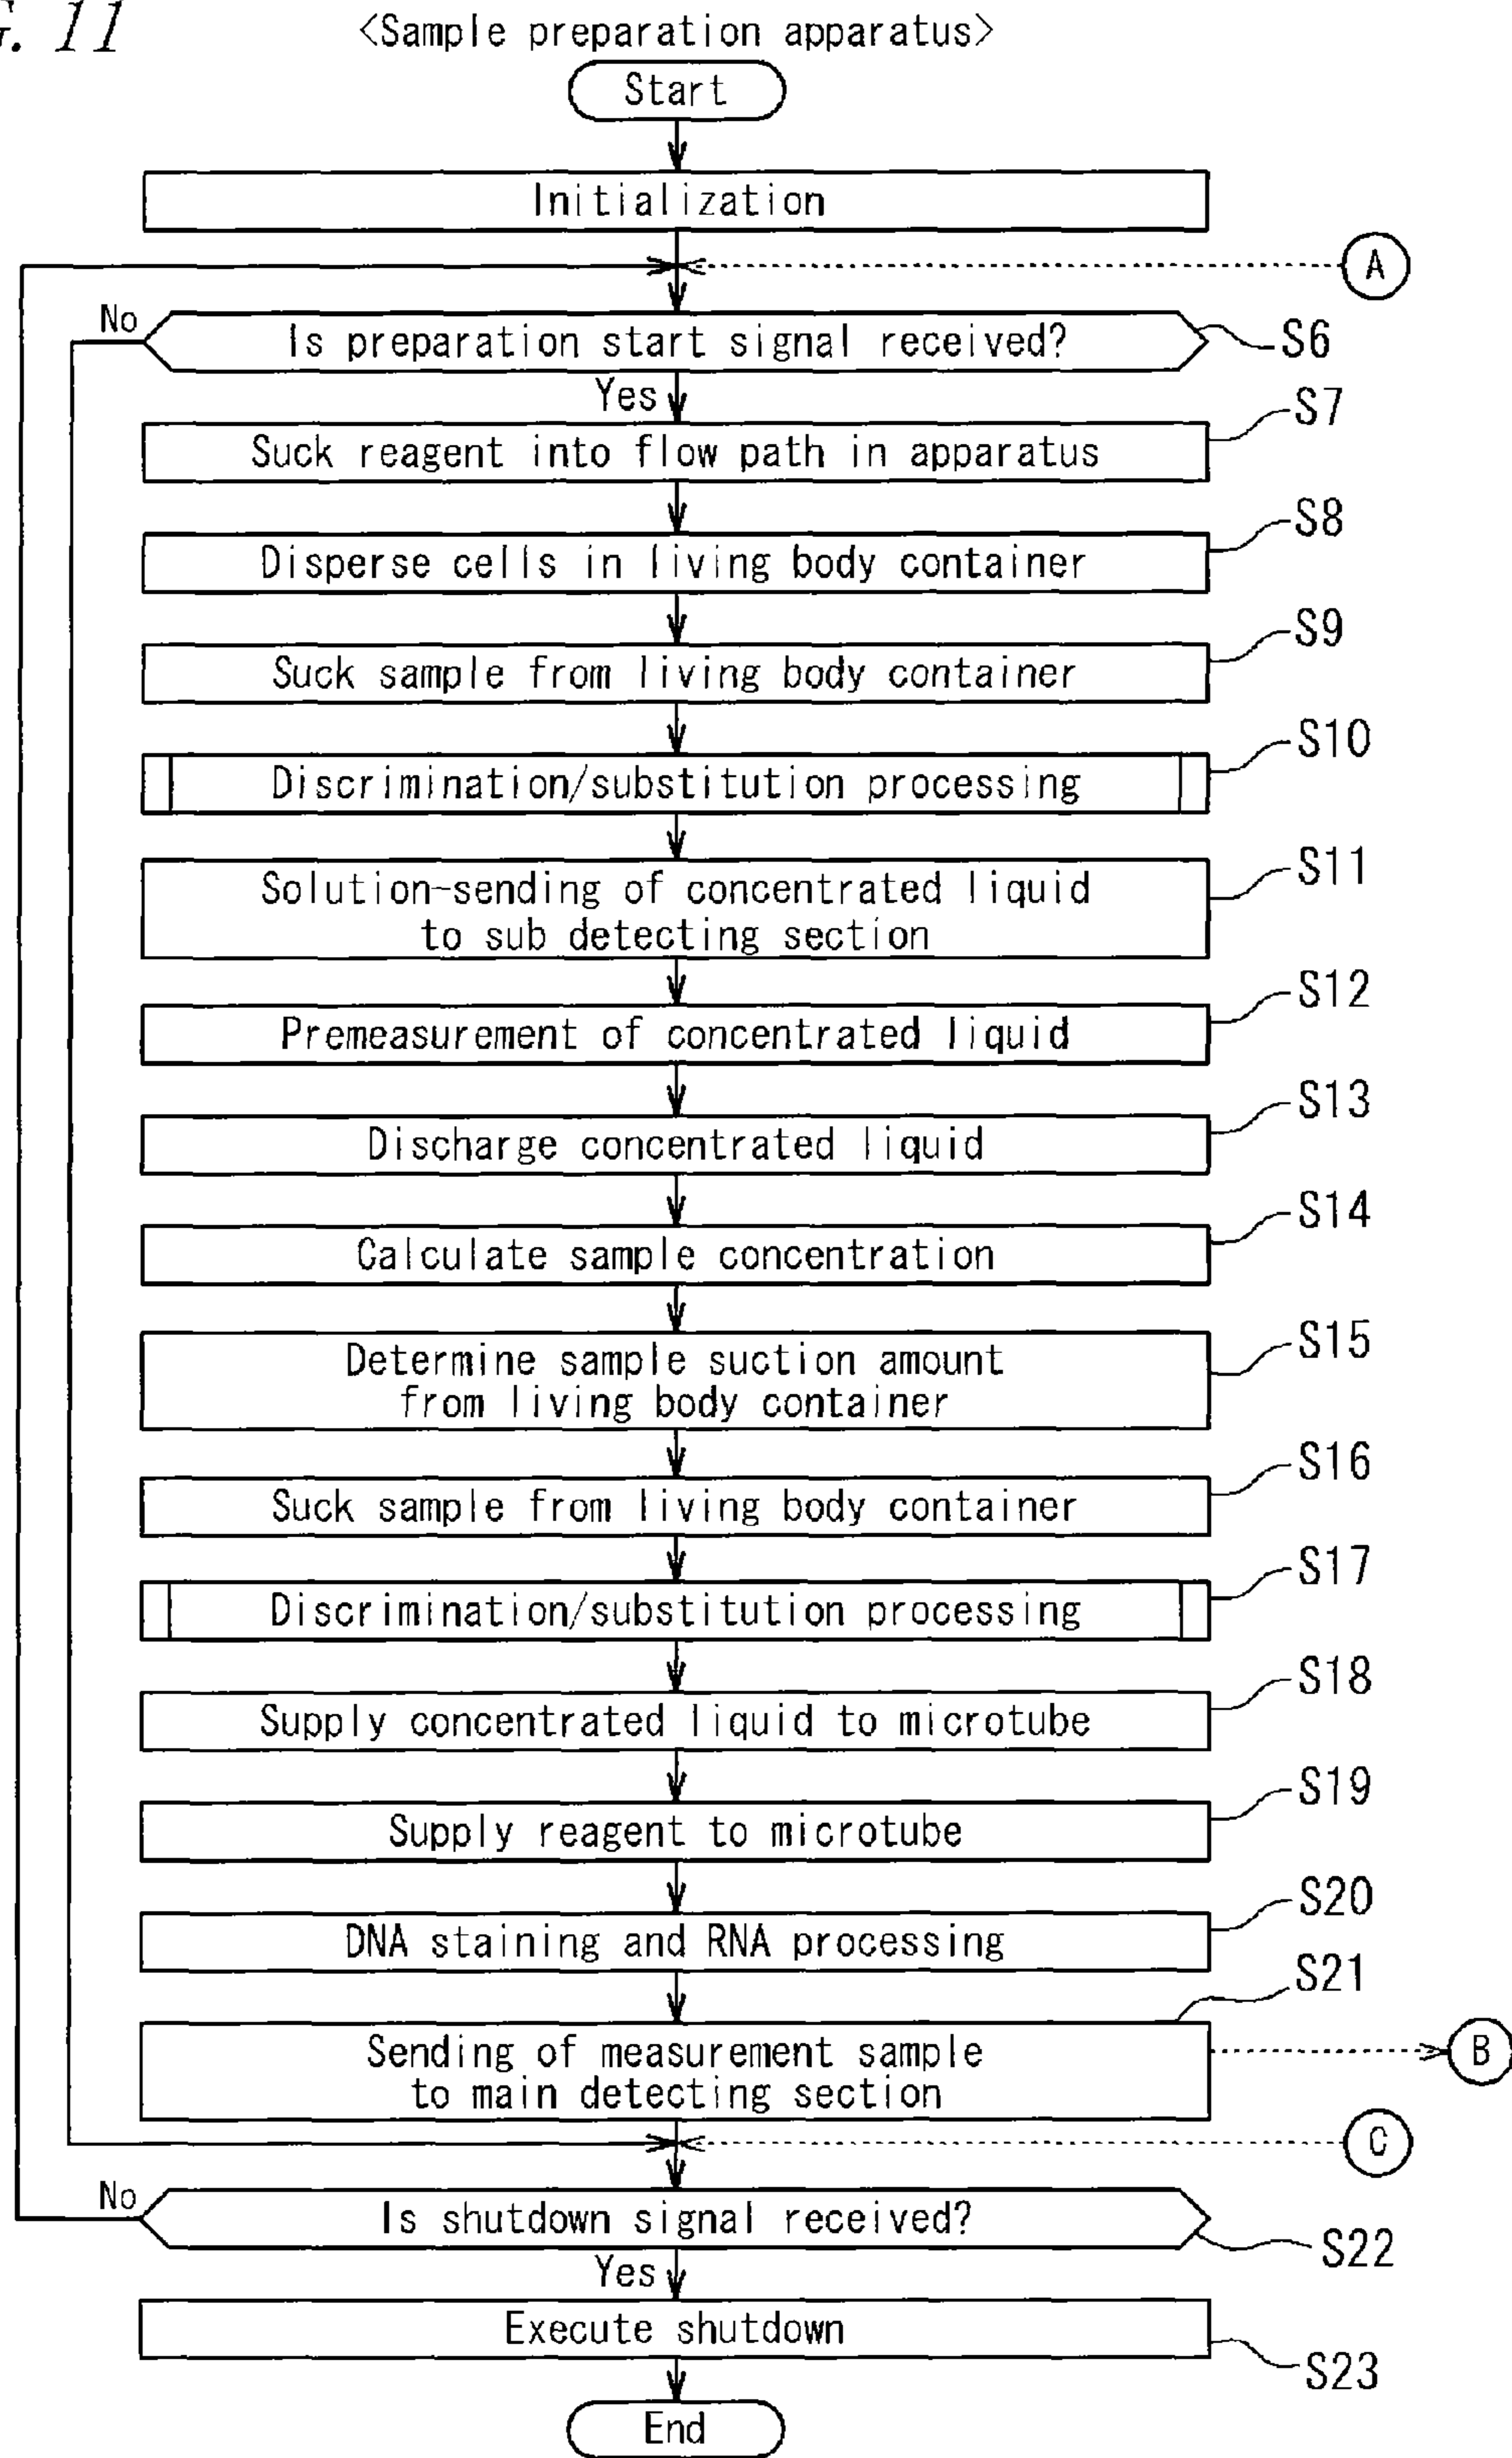 G. 11
<Sample preparation apparatus>
Start
Initialization
A
No
Is preparation start signal received?
S6
Yes
S7
Suck reagent into flow path in apparatus
S8
Disperse cells in living body container
S9
Suck sample from living body container
S10
Discrimination/substitution processing
S11
Solution-sending of concentrated liquid
to sub detecting section
S12
Premeasurement of concentrated liquid
S13
Discharge concentrated liquid
S14
Calculate sample concentration
S15
Determine sample suction amount
from living body container
S16
Suck sample from living body container
S17
Discrimination/substitution processing
S18
Supply concentrated liquid to microtube
S19
Supply reagent to microtube
S20
DNA staining and RNA processing
S21
Sending of measurement sample
to main detecting section
B
C
No
Is shutdown signal received?
S22
Yes
Execute shutdown
S23
End